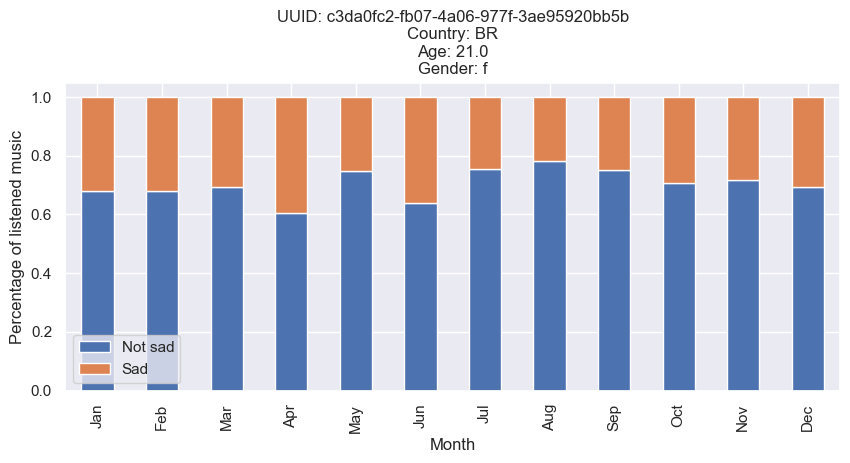 UUID: c3da0fc2-fb07-4a06-977f-3ae95920bb5b
Country: BR
Age: 21.0
Gender: f
Percentage of listened music
1.0
0.8
0.6
0.4
0.2
0.0
Not sad
Sad
Jan
Feb
Mar
Apr
May
Jun
Jul
Aug
Sep
Oct
Nov
Dec
Month